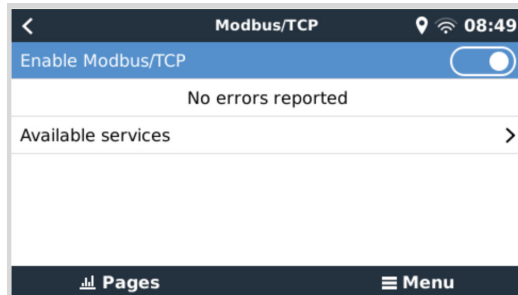 Modbus/TCP 08:49
Enable Modbus/TCP
No errors reported
Available services
Pages Menu